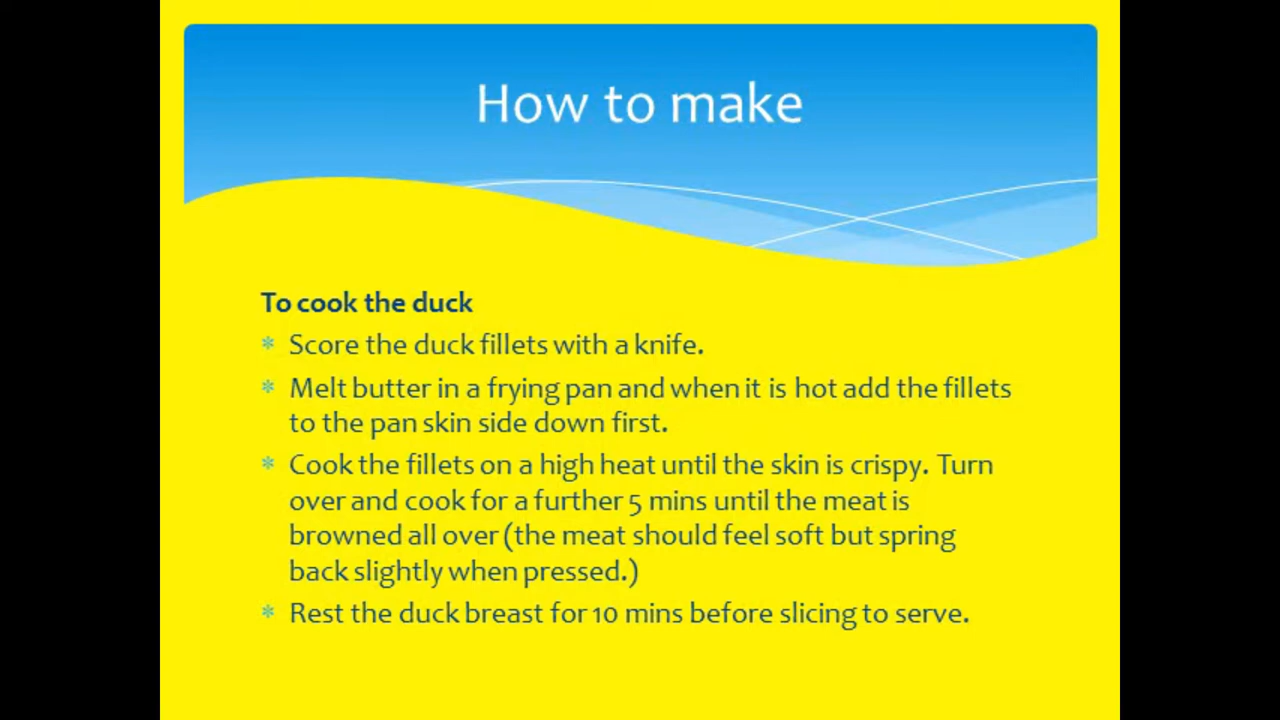 How to make
To cook the duck
* Score the duck fillets with a knife.
* Melt butter in a frying pan and when it is hot add the fillets
to the pan skin side down first.
* Cook the fillets on a high heat until the skin is crispy. Turn
over and cook for a further 5 mins until the meat is
browned all over (the meat should feel soft but spring
back slightly when pressed.)
* Rest the duck breast for 10 mins before slicing to serve.